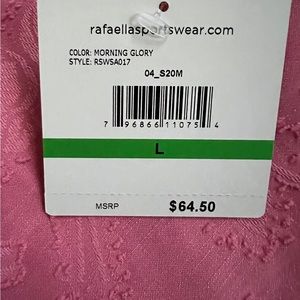 rafaellasportswear.com
COLOR: MORNING GLORY
STYLE: RSWSA017
04_S20M
7 96866 11075 4
L
MSRP $64.50